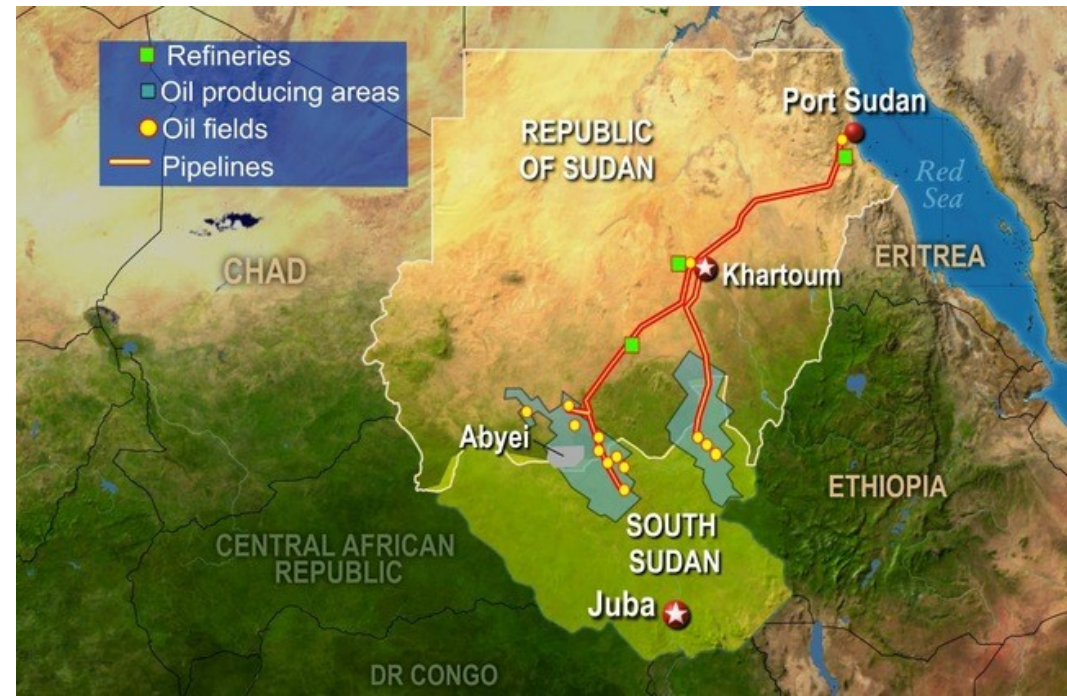 Refineries
Oil producing areas
Oil fields
Pipelines
Port Sudan
REPUBLIC
OF SUDAN
Red
Sea
CHAD
ERITREA
Khartoum
Abyei
ETHIOPIA
SOUTH
SUDAN
CENTRAL AFRICAN
REPUBLIC
Juba
DR CONGO